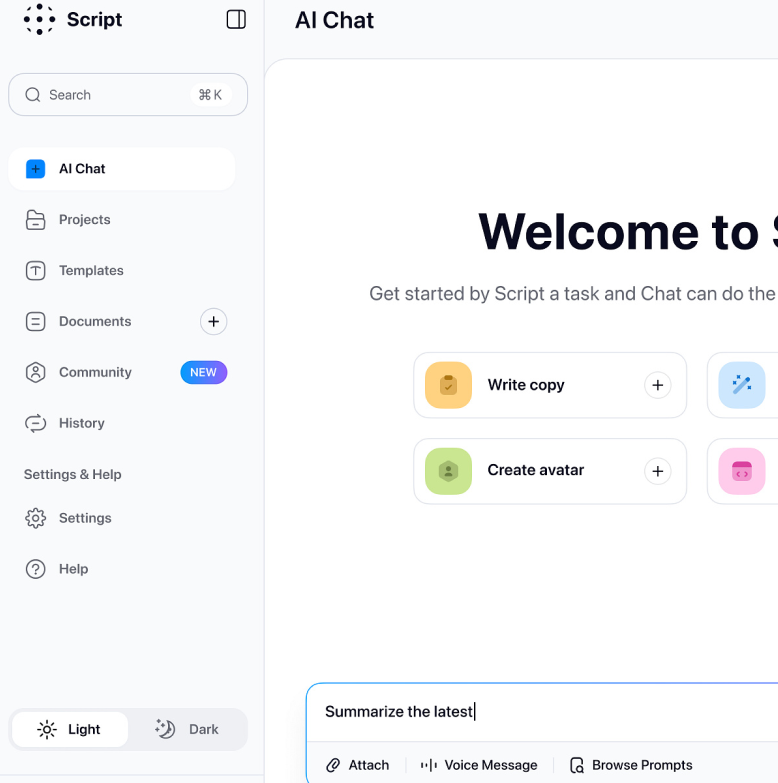 Script
AI Chat
Search
⌘ K
AI Chat
Projects
Templates
Documents
Community
NEW
History
Settings & Help
Settings
Help
Light
Dark
Welcome to
Get started by Script a task and Chat can do the
Write copy
Create avatar
Summarize the latest
Attach
Voice Message
Browse Prompts